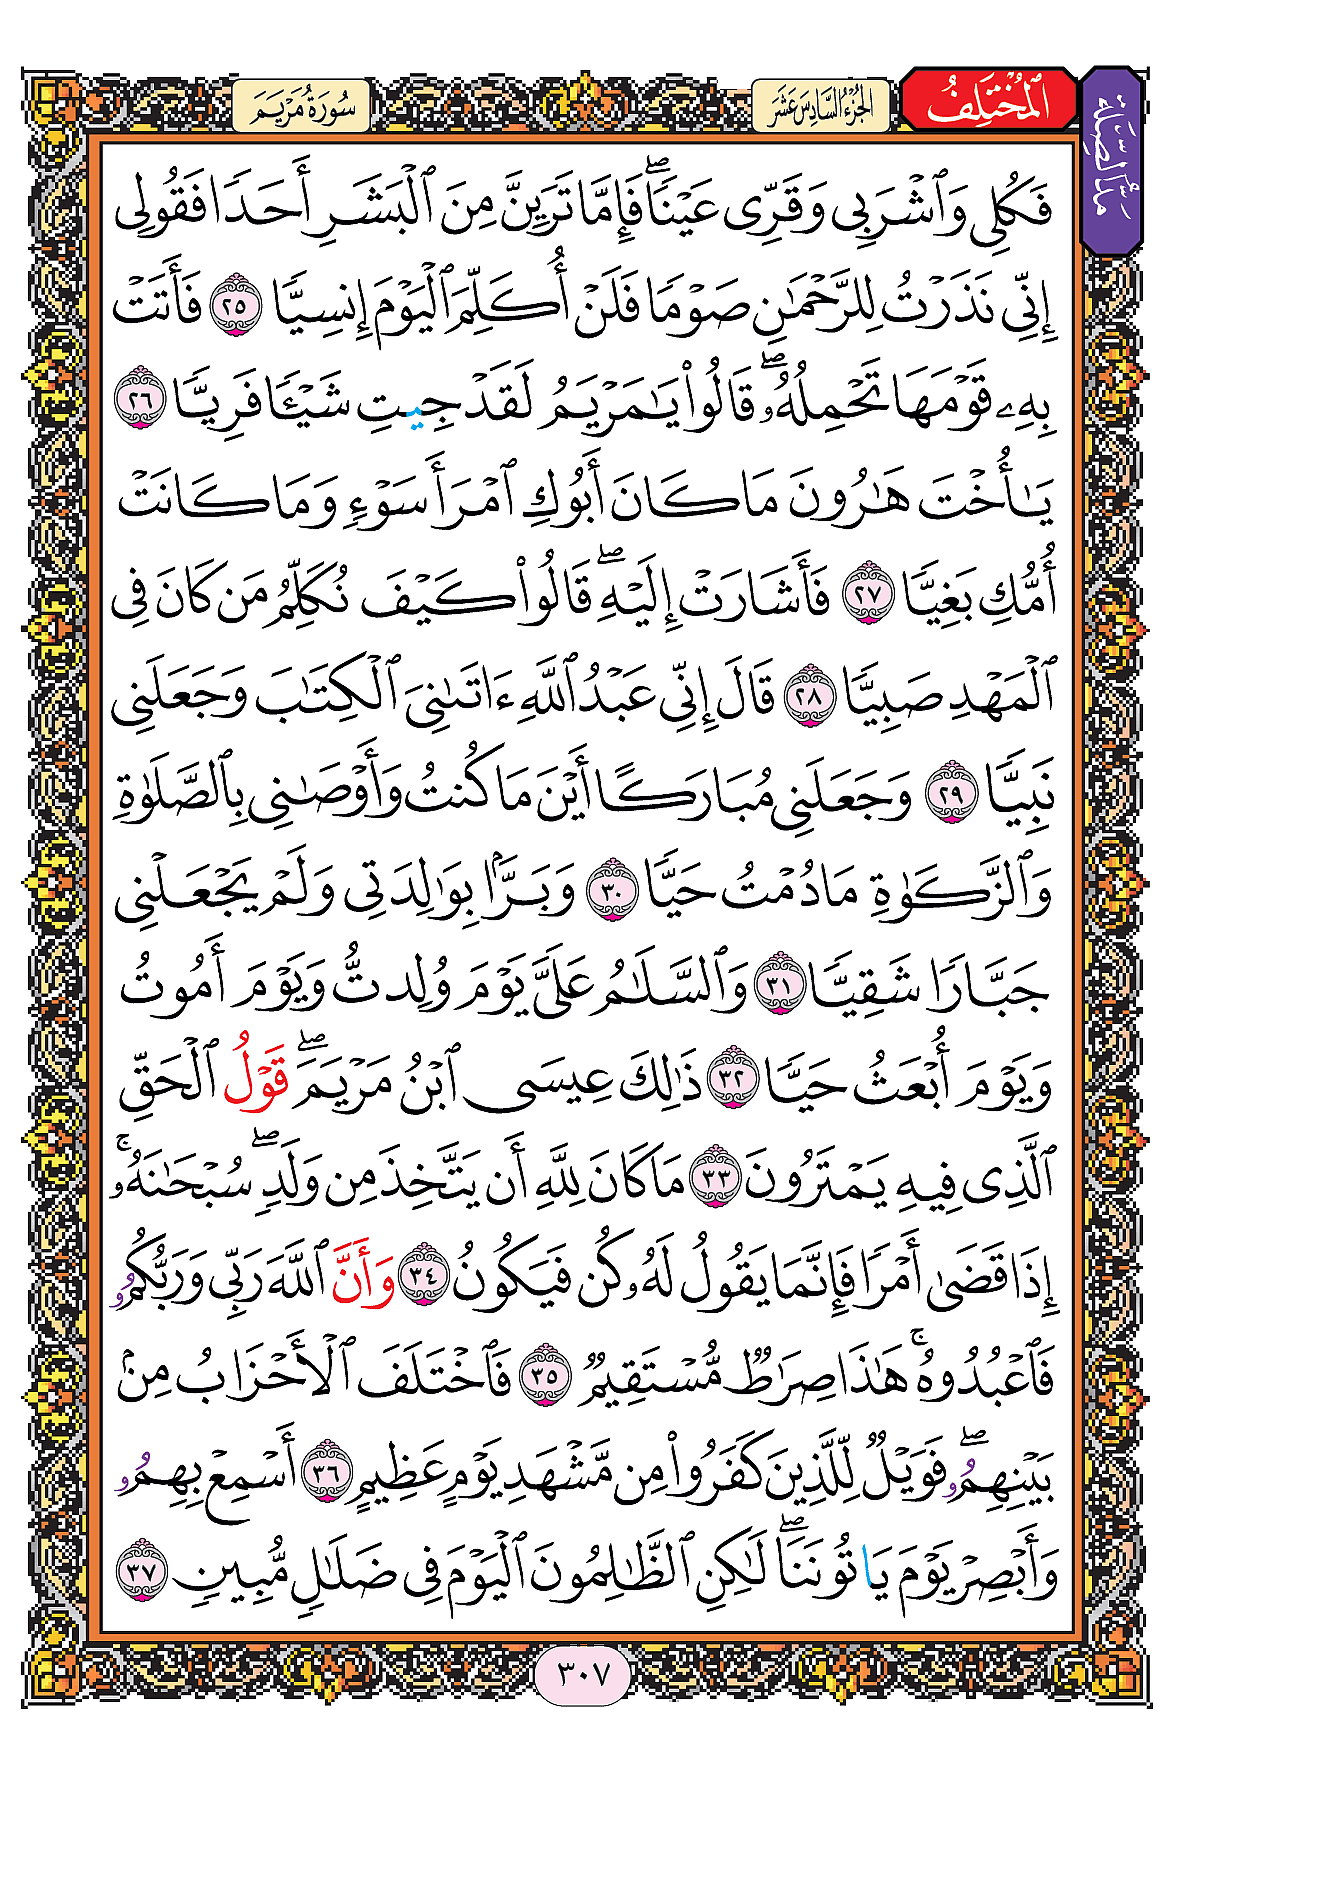 سُورَةُ مَرْيَمَ
الجُزْءُ السَّادِسَ عَشَرَ
ٱلْمُخْتَلِفُ
مَدُّ الصِّلَةِ
فَكُلِى وَٱشْرَبِى وَقَرِّى عَيْنًاۖ فَإِمَّا تَرَيِنَّ مِنَ ٱلْبَشَرِ أَحَدًا فَقُولِى
إِنِّى نَذَرْتُ لِلرَّحْمَٰنِ صَوْمًا فَلَنْ أُكَلِّمَ ٱلْيَوْمَ إِنسِيًّا ٢٥ فَأَتَتْ
بِهِۦ قَوْمَهَا تَحْمِلُهُۥۖ قَالُوا۟ يَٰمَرْيَمُ لَقَدْ جِيتِ شَيْـًٔا فَرِيًّا ٢٦
يَٰأُخْتَ هَٰرُونَ مَا كَانَ أَبُوكِ ٱمْرَأَ سَوْءٍ وَمَا كَانَتْ
أُمُّكِ بَغِيًّا ٢٧ فَأَشَارَتْ إِلَيْهِۖ قَالُوا۟ كَيْفَ نُكَلِّمُ مَن كَانَ فِى
ٱلْمَهْدِ صَبِيًّا ٢٨ قَالَ إِنِّى عَبْدُ ٱللَّهِ ءَاتَىٰنِىَ ٱلْكِتَٰبَ وَجَعَلَنِى
نَبِيًّا ٢٩ وَجَعَلَنِى مُبَارَكًا أَيْنَ مَا كُنتُ وَأَوْصَٰنِى بِٱلصَّلَوٰةِ
وَٱلزَّكَوٰةِ مَا دُمْتُ حَيًّا ٣٠ وَبَرًّۢا بِوَٰلِدَتِى وَلَمْ يَجْعَلْنِى
جَبَّارًا شَقِيًّا ٣١ وَٱلسَّلَٰمُ عَلَىَّ يَوْمَ وُلِدتُّ وَيَوْمَ أَمُوتُ
وَيَوْمَ أُبْعَثُ حَيًّا ٣٢ ذَٰلِكَ عِيسَى ٱبْنُ مَرْيَمَۖ قَوْلُ ٱلْحَقِّ
ٱلَّذِى فِيهِ يَمْتَرُونَ ٣٣ مَا كَانَ لِلَّهِ أَن يَتَّخِذَ مِن وَلَدٍۖ سُبْحَٰنَهُۥۚ
إِذَا قَضَىٰ أَمْرًا فَإِنَّمَا يَقُولُ لَهُۥ كُن فَيَكُونُ ٣٤ وَأَنَّ ٱللَّهَ رَبِّى وَرَبُّكُمُۥ
فَٱعْبُدُوهُۚ هَٰذَا صِرَٰطٌ مُّسْتَقِيمٌ ٣٥ فَٱخْتَلَفَ ٱلْأَحْزَابُ مِنۢ
بَيْنِهِمُۥۖ فَوَيْلٌ لِّلَّذِينَ كَفَرُوا۟ مِن مَّشْهَدِ يَوْمٍ عَظِيمٍ ٣٦ أَسْمِعْ بِهِمُۥ
وَأَبْصِرْ يَوْمَ يَاتُونَنَاۖ لَٰكِنِ ٱلظَّٰلِمُونَ ٱلْيَوْمَ فِى ضَلَٰلٍ مُّبِينٍ ٣٧
٣٠٧